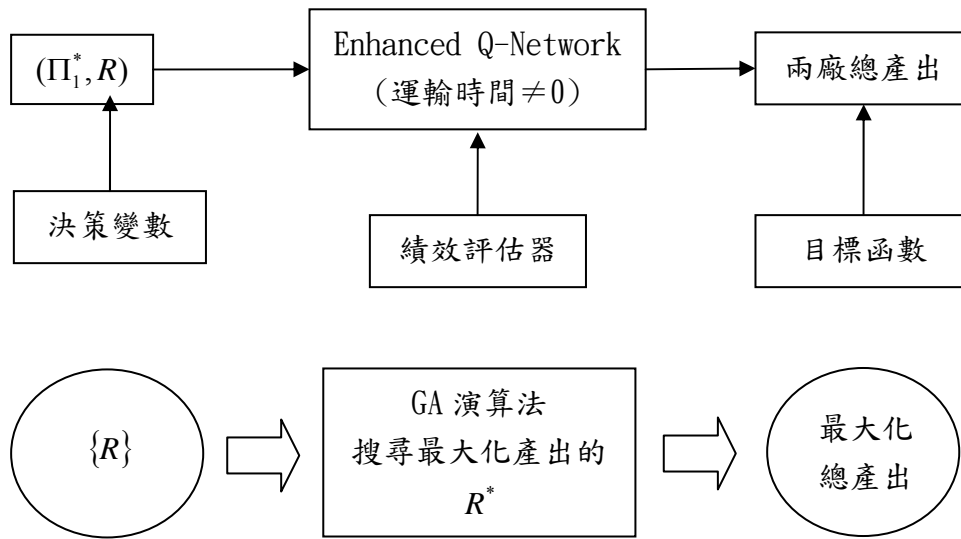 (Π₁*, R)
Enhanced Q-Network
(運輸時間≠0)
兩廠總產出
決策變數
績效評估器
目標函數
{R}
GA 演算法
搜尋最大化產出的
R*
最大化
總產出